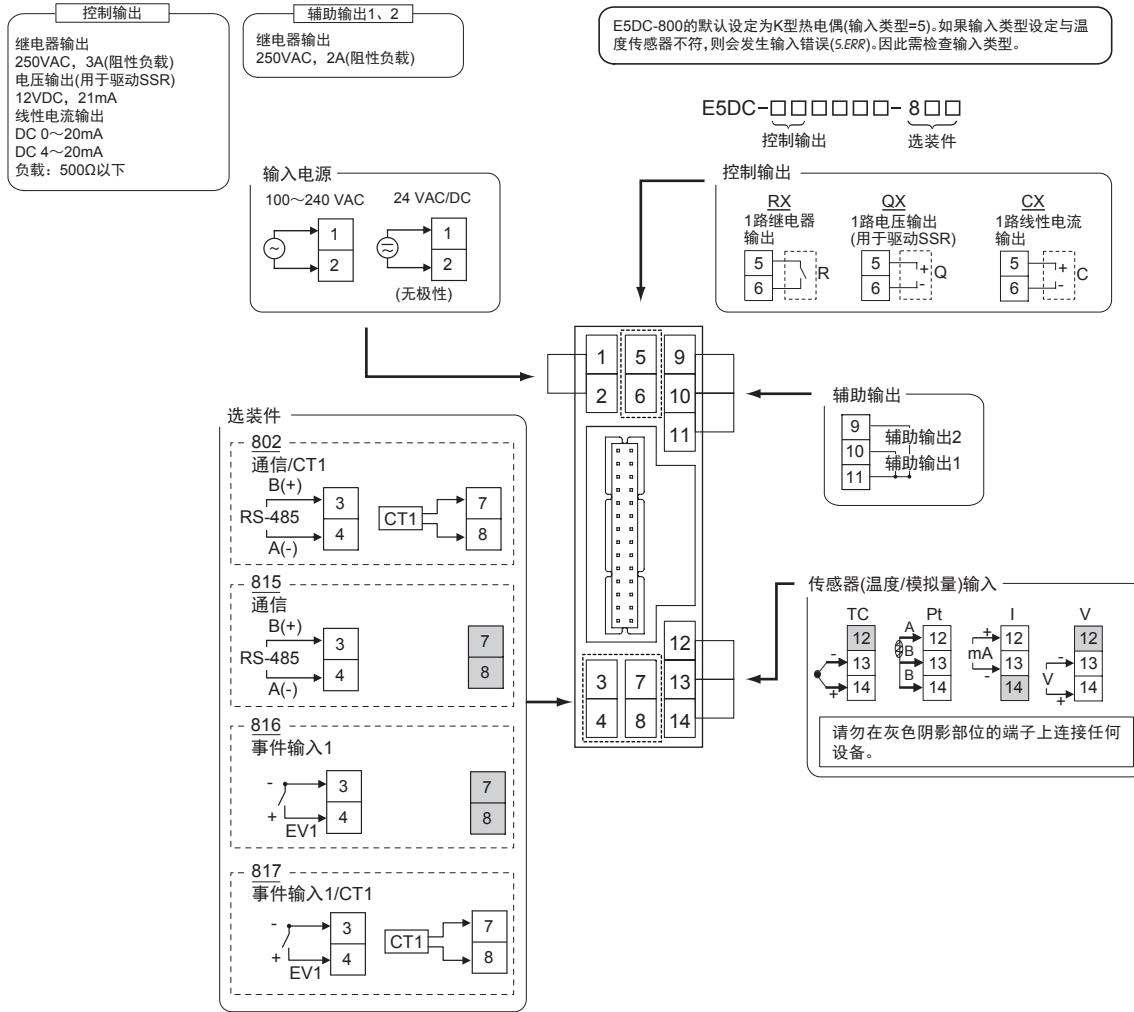 控制输出
继电器输出
250VAC，3A(阻性负载)
电压输出(用于驱动SSR)
12VDC，21mA
线性电流输出
DC 0～20mA
DC 4～20mA
负载：500Ω以下
辅助输出1、2
继电器输出
250VAC，2A(阻性负载)
E5DC-800的默认设定为K型热电偶(输入类型=5)。如果输入类型设定与温
度传感器不符,则会发生输入错误(S.ERR)。因此需检查输入类型。
E5DC-□□□□□□-8□□
控制输出 选装件
输入电源
100～240 VAC 24 VAC/DC
1 1
2 2
(无极性)
控制输出
RX QX CX
1路继电器 1路电压输出 1路线性电流
输出 (用于驱动SSR) 输出
5 R 5 + Q 5 + C
6 6 - 6 -
1 5 9
2 6 10
11
辅助输出
9 辅助输出2
10 辅助输出1
11
选装件
802
通信/CT1
B(+)
RS-485 3 CT1 7
4 8
A(-)
815
通信
B(+)
RS-485 3 7
4 8
A(-)
816
事件输入1
- 3 7
+ 4 8
EV1
817
事件输入1/CT1
- 3 CT1 7
+ 4 8
EV1
12
3 7 13
4 8 14
传感器(温度/模拟量)输入
TC Pt I V
12 A 12 + 12 12
- 13 B 13 mA 13 V - 13
+ 14 B 14 - 14 + 14
请勿在灰色阴影部位的端子上连接任何
设备。